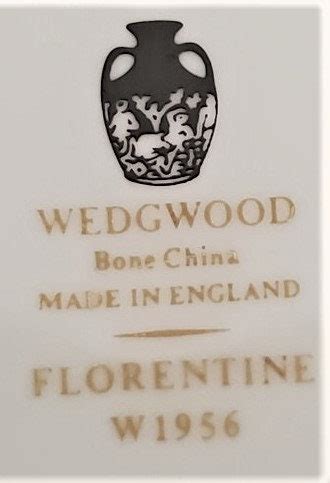 WEDGWOOD
Bone China
MADE IN ENGLAND
FLORENTINE
W1956